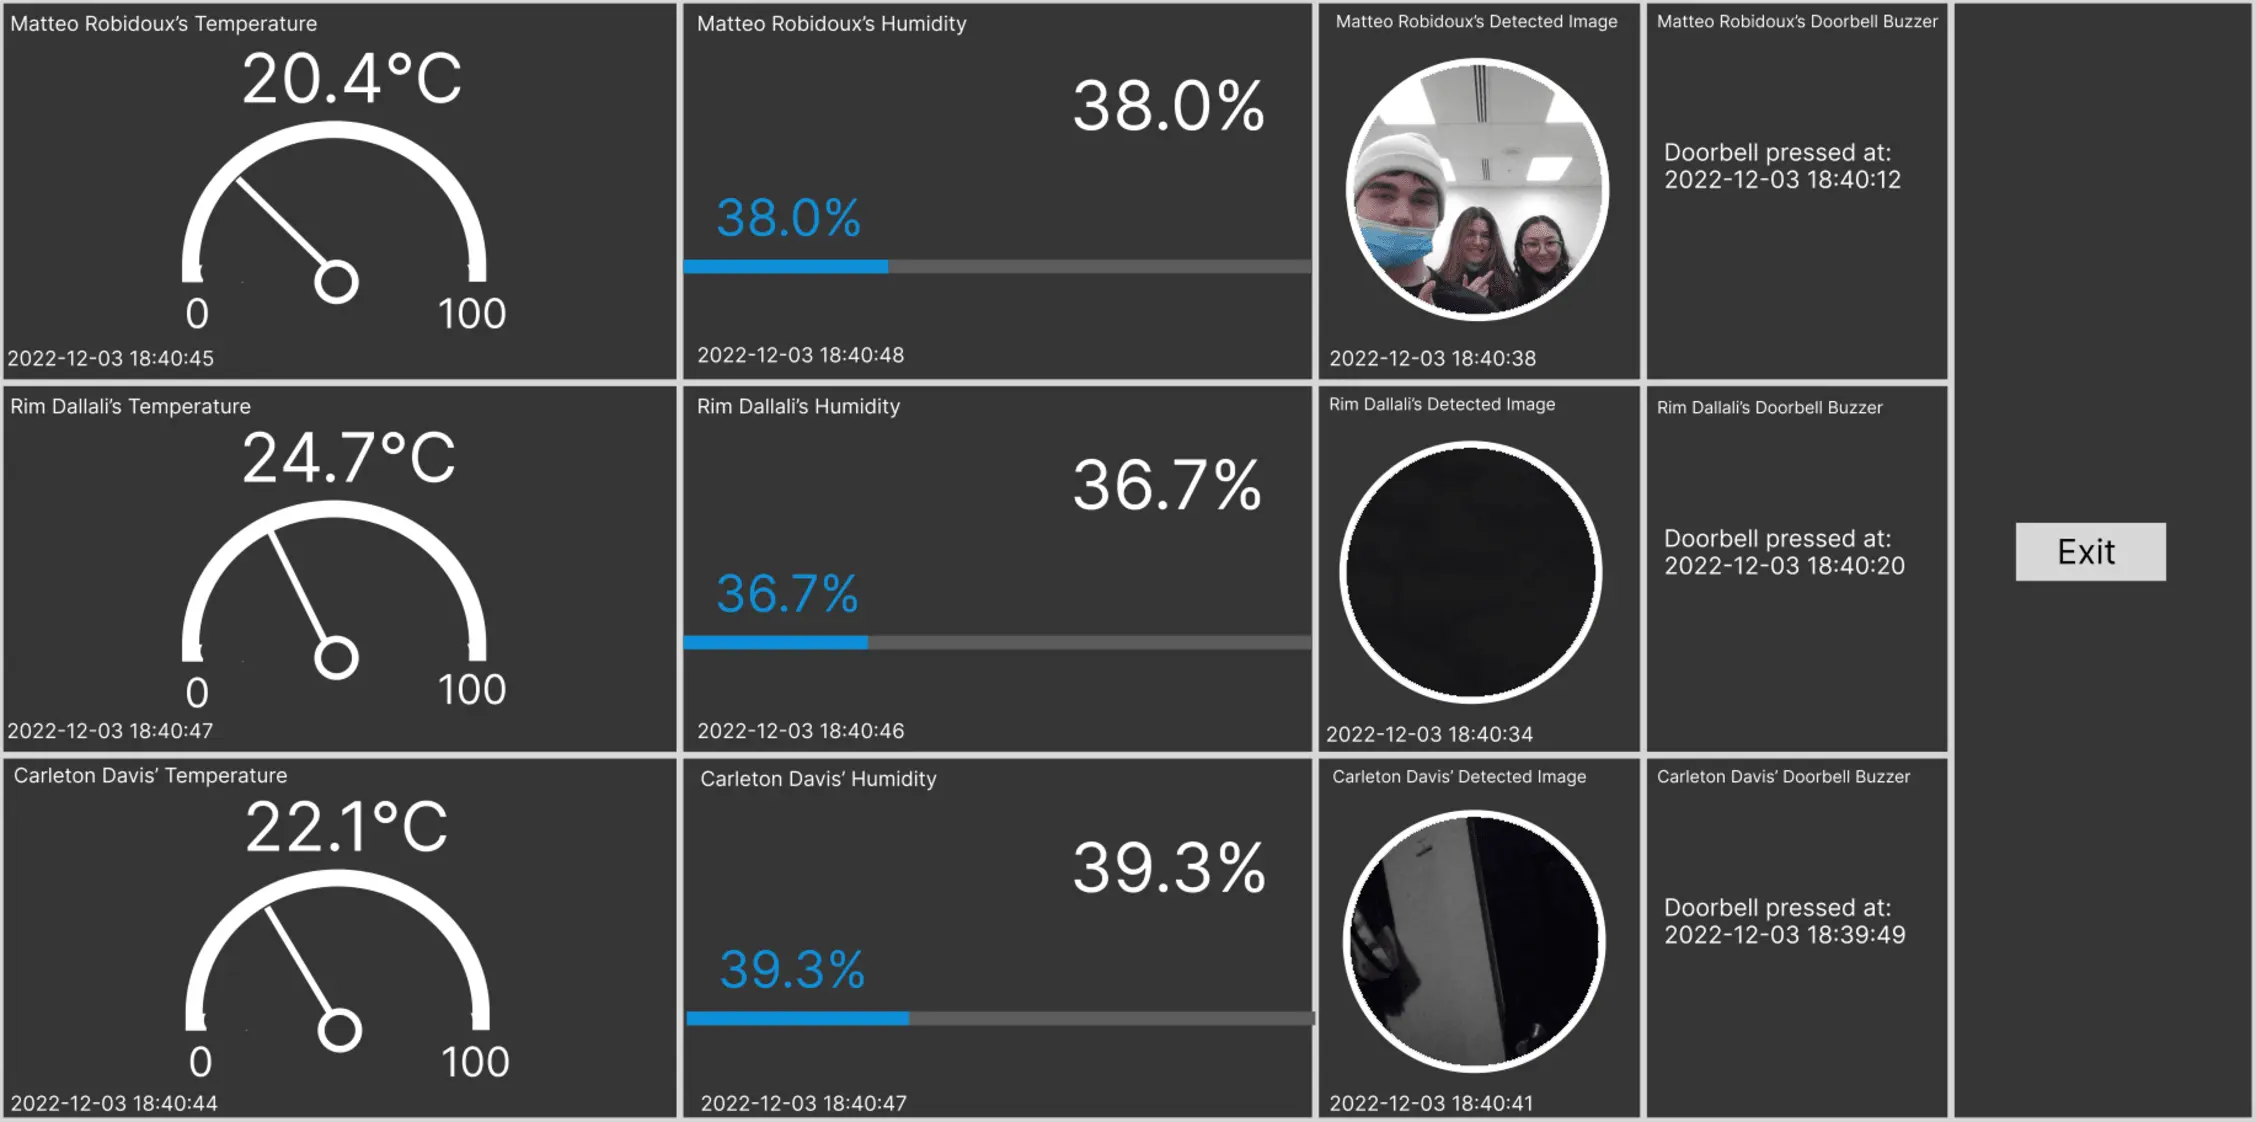 Matteo Robidoux’s Temperature
20.4°C
0
100
2022-12-03 18:40:45
Matteo Robidoux’s Humidity
38.0%
38.0%
2022-12-03 18:40:48
Matteo Robidoux’s Detected Image
2022-12-03 18:40:38
Matteo Robidoux’s Doorbell Buzzer
Doorbell pressed at:
2022-12-03 18:40:12
Rim Dallali’s Temperature
24.7°C
0
100
2022-12-03 18:40:47
Rim Dallali’s Humidity
36.7%
36.7%
2022-12-03 18:40:46
Rim Dallali’s Detected Image
2022-12-03 18:40:34
Rim Dallali’s Doorbell Buzzer
Doorbell pressed at:
2022-12-03 18:40:20
Exit
Carleton Davis’ Temperature
22.1°C
0
100
2022-12-03 18:40:44
Carleton Davis’ Humidity
39.3%
39.3%
2022-12-03 18:40:47
Carleton Davis’ Detected Image
2022-12-03 18:40:41
Carleton Davis’ Doorbell Buzzer
Doorbell pressed at:
2022-12-03 18:39:49